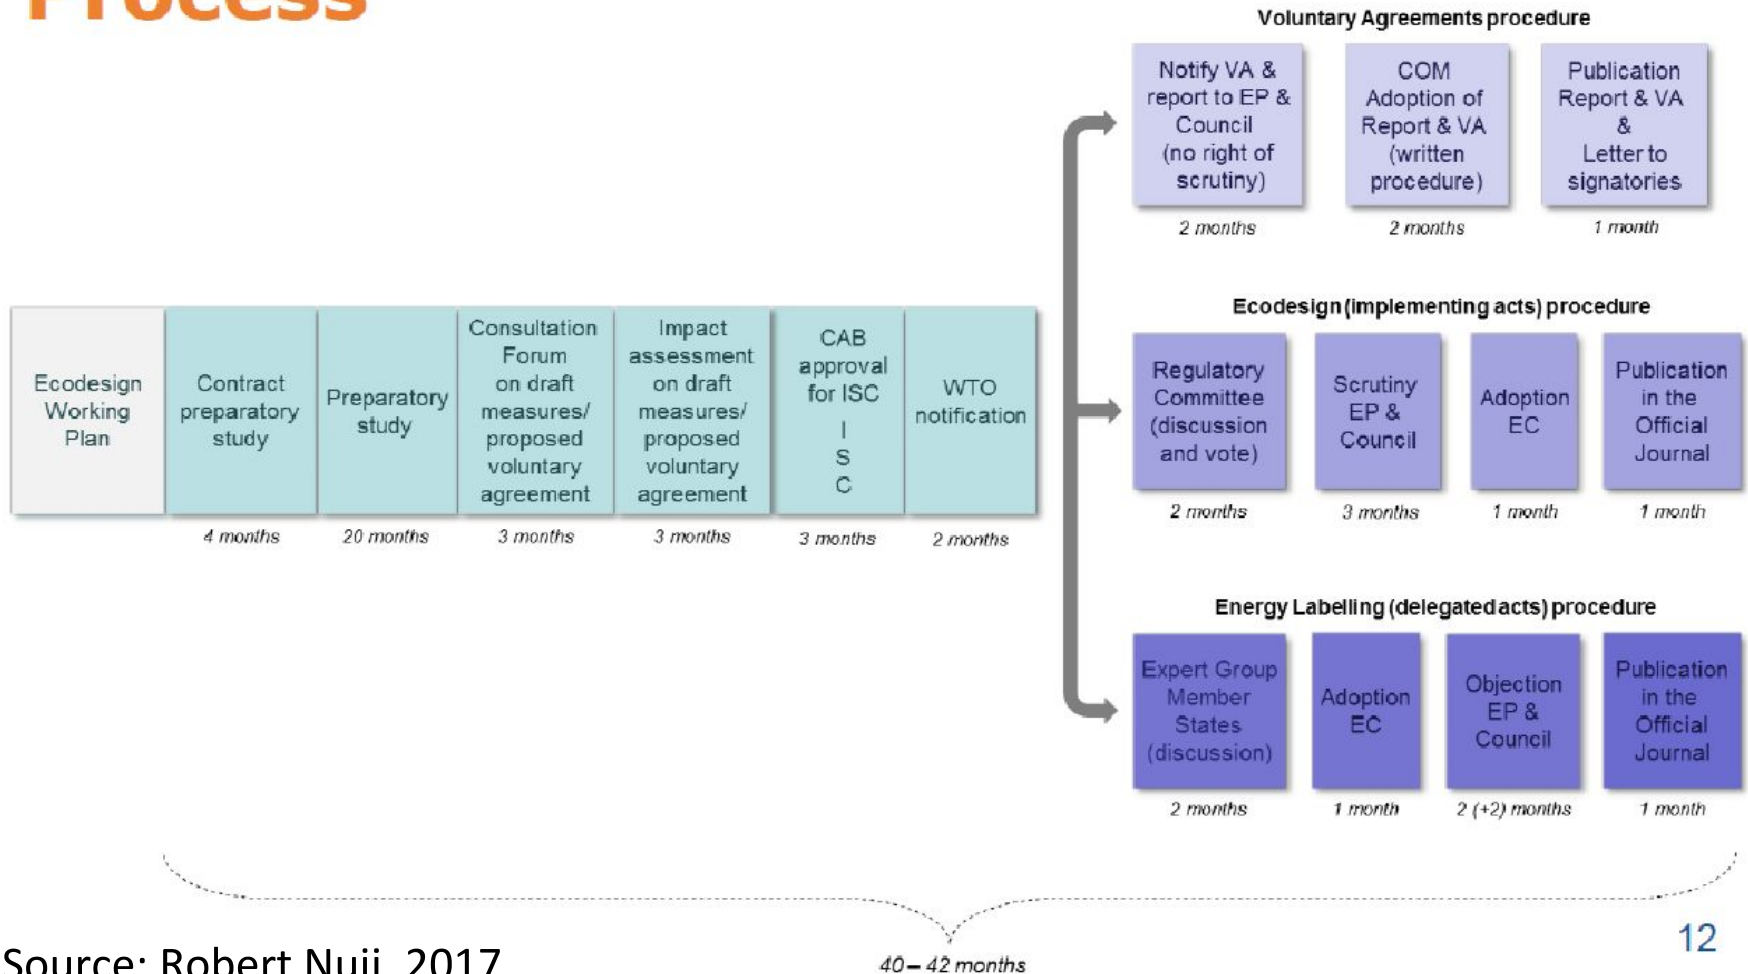 Process
Voluntary Agreements procedure
Notify VA &
report to EP &
Council
(no right of
scrutiny)
2 months
COM
Adoption of
Report & VA
(written
procedure)
2 months
Publication
Report & VA
&
Letter to
signatories
1 month
Ecodesign
Working
Plan
Contract
preparatory
study
4 months
Preparatory
study
20 months
Consultation
Forum
on draft
measures/
proposed
voluntary
agreement
3 months
Impact
assessment
on draft
measures/
proposed
voluntary
agreement
3 months
CAB
approval
for ISC
I
S
C
3 months
WTO
notification
2 months
Ecodesign (implementing acts) procedure
Regulatory
Committee
(discussion
and vote)
2 months
Scrutiny
EP &
Council
3 months
Adoption
EC
1 month
Publication
in the
Official
Journal
1 month
Energy Labelling (delegated acts) procedure
Expert Group
Member
States
(discussion)
2 months
Adoption
EC
1 month
Objection
EP &
Council
2 (+2) months
Publication
in the
Official
Journal
1 month
40 – 42 months
12
Source: Robert Nuij, 2017